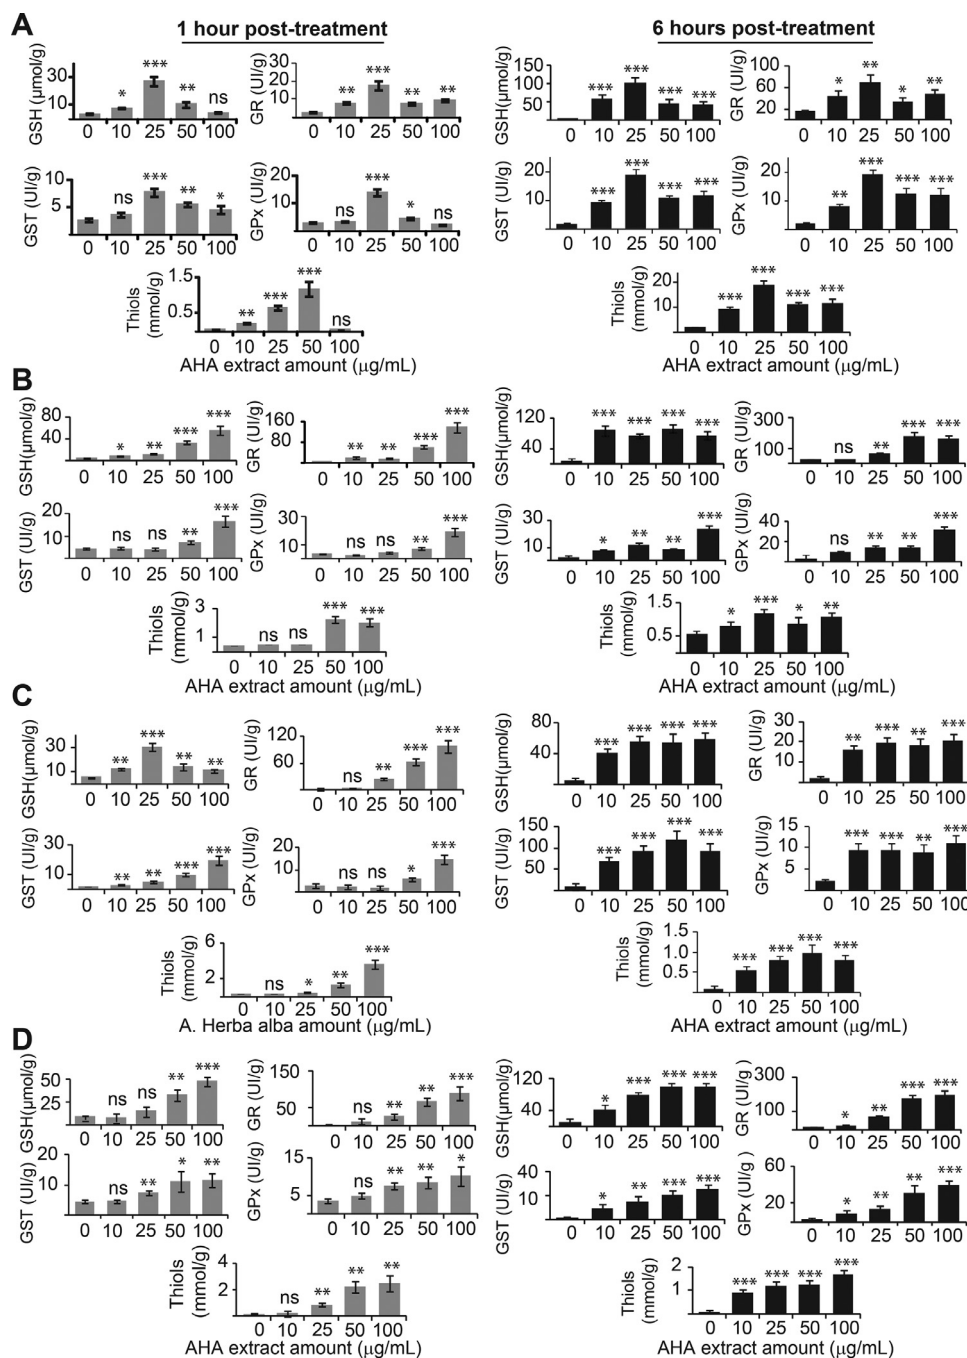 A
1 hour post-treatment
6 hours post-treatment
GSH (µmol/g)
30
10
* *** ** ns
0 10 25 50 100
GR (UI/g)
20
10
** *** ** **
0 10 25 50 100
GSH(µmol/g)
150
100
50
0
*** *** *** ***
0 10 25 50 100
GR (UI/g)
100
60
20
* *** * **
0 10 25 50 100
GST (UI/g)
10
5
0
ns *** ** *
0 10 25 50 100
GPx (UI/g)
20
10
ns *** * ns
0 10 25 50 100
GST (UI/g)
20
10
*** *** *** ***
0 10 25 50 100
GPx (UI/g)
20
10
** *** *** ***
0 10 25 50 100
Thiols
(mmol/g)
1.5
0.5
** *** *** ns
0 10 25 50 100
AHA extract amount (µg/mL)
Thiols
(mmol/g)
20
10
*** *** *** ***
0 10 25 50 100
AHA extract amount (µg/mL)
B
GSH(µmol/g)
80
40
* ** *** ***
0 10 25 50 100
GR (UI/g)
160
80
** ** *** ***
0 10 25 50 100
GSH(µmol/g)
120
80
40
*** *** *** ***
0 10 25 50 100
GR (UI/g)
300
100
ns ** *** ***
0 10 25 50 100
GST (UI/g)
20
10
ns ns ** ***
0 10 25 50 100
GPx (UI/g)
30
10
ns ns ** ***
0 10 25 50 100
GST (UI/g)
30
10
* ** ** ***
0 10 25 50 100
GPx (UI/g)
40
20
ns ** ** ***
0 10 25 50 100
Thiols
(mmol/g)
3
1
ns ns *** ***
0 10 25 50 100
AHA extract amount (µg/mL)
Thiols
(mmol/g)
1.5
0.5
* *** * **
0 10 25 50 100
AHA extract amount (µg/mL)
C
GSH(µmol/g)
30
10
** *** ** **
0 10 25 50 100
GR (UI/g)
120
60
ns ** *** ***
0 10 25 50 100
GSH(µmol/g)
80
40
*** *** *** ***
0 10 25 50 100
GR (UI/g)
30
20
10
** *** ** ***
0 10 25 50 100
GST (UI/g)
30
10
** ** *** ***
0 10 25 50 100
GPx (UI/g)
20
10
ns ns * ***
0 10 25 50 100
GST (UI/g)
150
100
50
*** *** *** ***
0 10 25 50 100
GPx (UI/g)
15
10
5
*** *** ** ***
0 10 25 50 100
Thiols
(mmol/g)
6
2
ns * ** ***
0 10 25 50 100
A. Herba alba amount (µg/mL)
Thiols
(mmol/g)
1.5
1.0
0.5
*** *** *** ***
0 10 25 50 100
AHA extract amount (µg/mL)
D
GSH(µmol/g)
50
25
ns ns ** ***
0 10 25 50 100
GR (UI/g)
150
50
ns ** ** ***
0 10 25 50 100
GSH(µmol/g)
120
40
* *** *** ***
0 10 25 50 100
GR (UI/g)
300
100
* ** *** ***
0 10 25 50 100
GST (UI/g)
20
10
ns ** * **
0 10 25 50 100
GPx (UI/g)
15
5
ns ** ** *
0 10 25 50 100
GST (UI/g)
40
10
* ** *** ***
0 10 25 50 100
GPx (UI/g )
60
20
* ** ** ***
0 10 25 50 100
Thiols
(mmol/g)
4
2
ns ** ** **
0 10 25 50 100
AHA extract amount (µg/mL)
Thiols
(mmol/g)
2
1
*** *** *** ***
0 10 25 50 100
AHA extract amount (µg/mL)